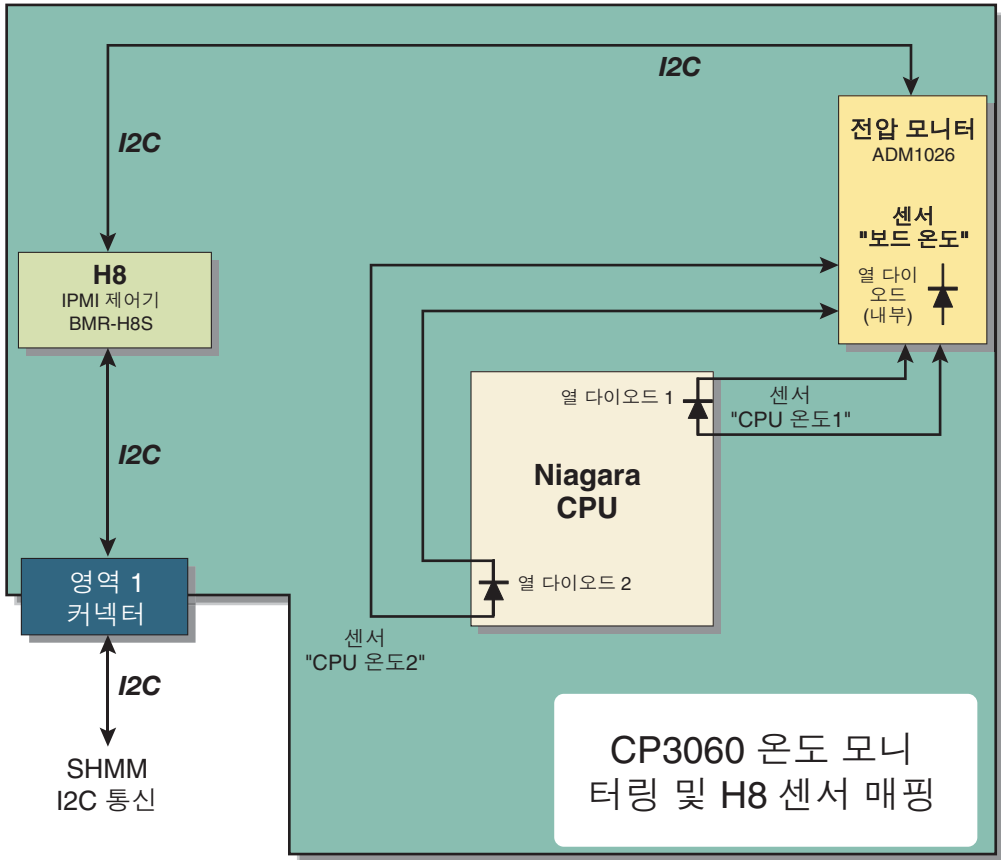 I2C
I2C
전압 모니터
ADM1026
센서
"보드 온도"
열 다이
오드
(내부)
H8
IPMI 제어기
BMR-H8S
열 다이오드 1
센서
"CPU 온도1"
Niagara
CPU
I2C
열 다이오드 2
영역 1
커넥터
센서
"CPU 온도2"
I2C
SHMM
I2C 통신
CP3060 온도 모니
터링 및 H8 센서 매핑